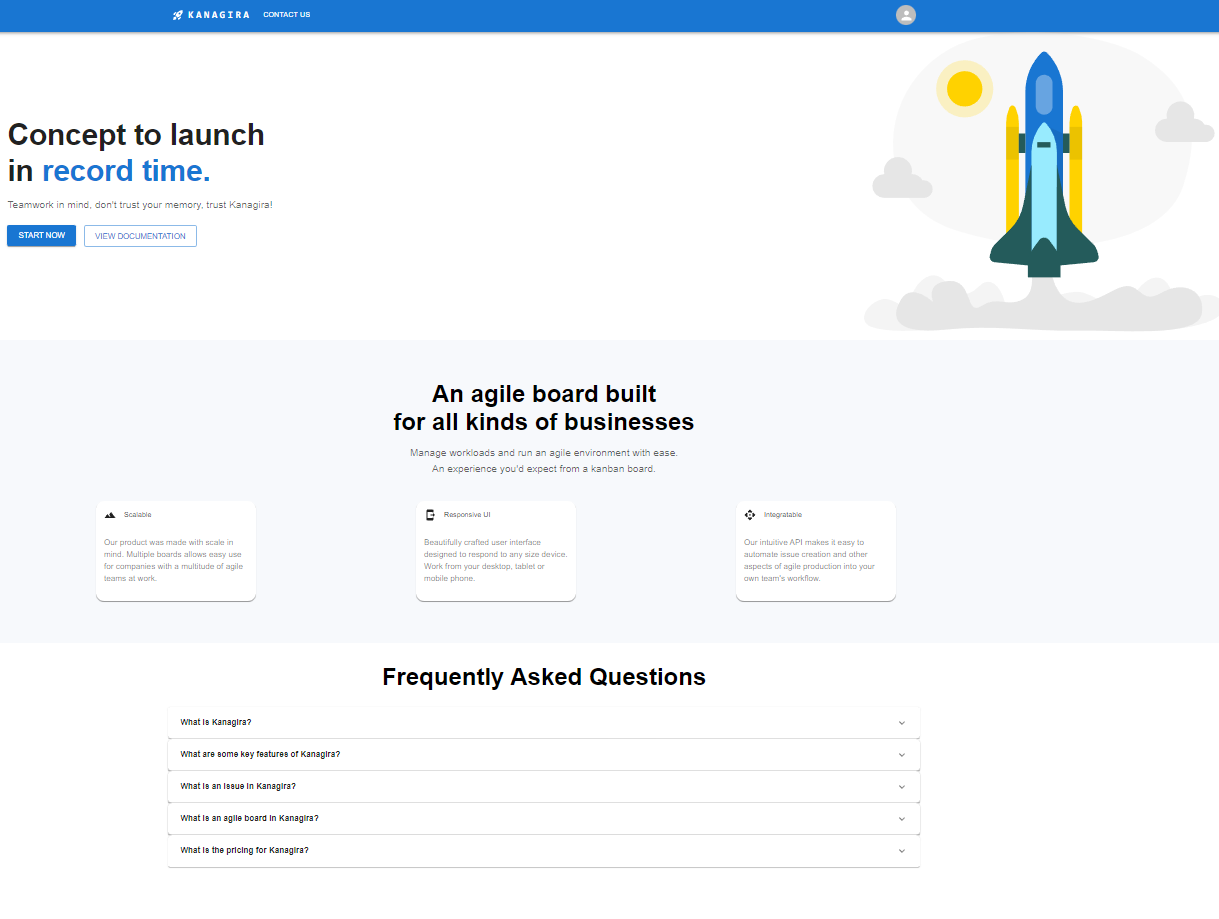 KANAGIRA CONTACT US
Concept to launch
in record time.
Teamwork in mind, don't trust your memory, trust Kanagira!
START NOW VIEW DOCUMENTATION
An agile board built
for all kinds of businesses
Manage workloads and run an agile environment with ease.
An experience you'd expect from a kanban board.
Scalable
Our product was made with scale in
mind. Multiple boards allows easy use
for companies with a multitude of agile
teams at work.
Responsive UI
Beautifully crafted user interface
designed to respond to any size device.
Work from your desktop, tablet or
mobile phone.
Integratable
Our intuitive API makes it easy to
automate issue creation and other
aspects of agile production into your
own team's workflow.
Frequently Asked Questions
What is Kanagira?
What are some key features of Kanagira?
What is an issue in Kanagira?
What is an agile board in Kanagira?
What is the pricing for Kanagira?